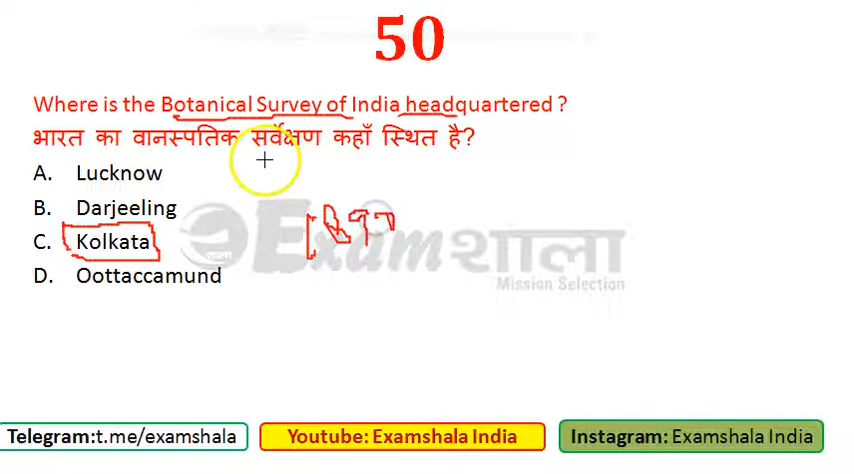 50
Where is the Botanical Survey of India headquartered ?
भारत का वानस्पतिक सर्वेक्षण कहाँ स्थित है?
A. Lucknow
B. Darjeeling
C. Kolkata
D. Oottaccamund
Examशाला
Mission Selection
Telegram:t.me/examshala
Youtube: Examshala India
Instagram: Examshala India